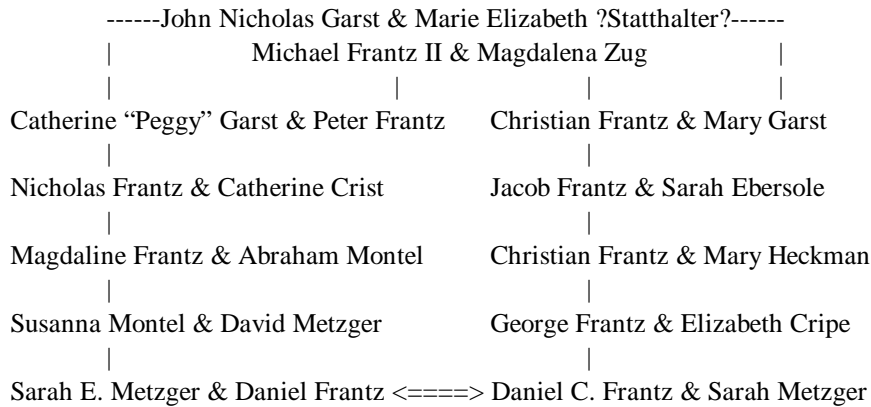 ------John Nicholas Garst & Marie Elizabeth ?Statthalter?------
| Michael Frantz II & Magdalena Zug |
| | | |
Catherine “Peggy” Garst & Peter Frantz Christian Frantz & Mary Garst
| |
Nicholas Frantz & Catherine Crist Jacob Frantz & Sarah Ebersole
| |
Magdaline Frantz & Abraham Montel Christian Frantz & Mary Heckman
| |
Susanna Montel & David Metzger George Frantz & Elizabeth Cripe
| |
Sarah E. Metzger & Daniel Frantz <====> Daniel C. Frantz & Sarah Metzger